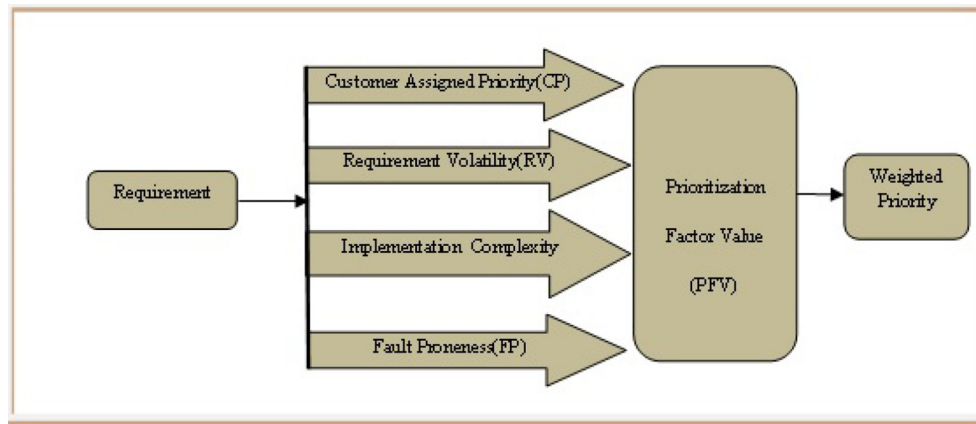 Requirement
Customer Assigned Priority(CP)
Requirement Volatility(RV)
Implementation Complexity
Fault Proneness(FP)
Prioritization
Factor Value
(PFV)
Weighted
Priority